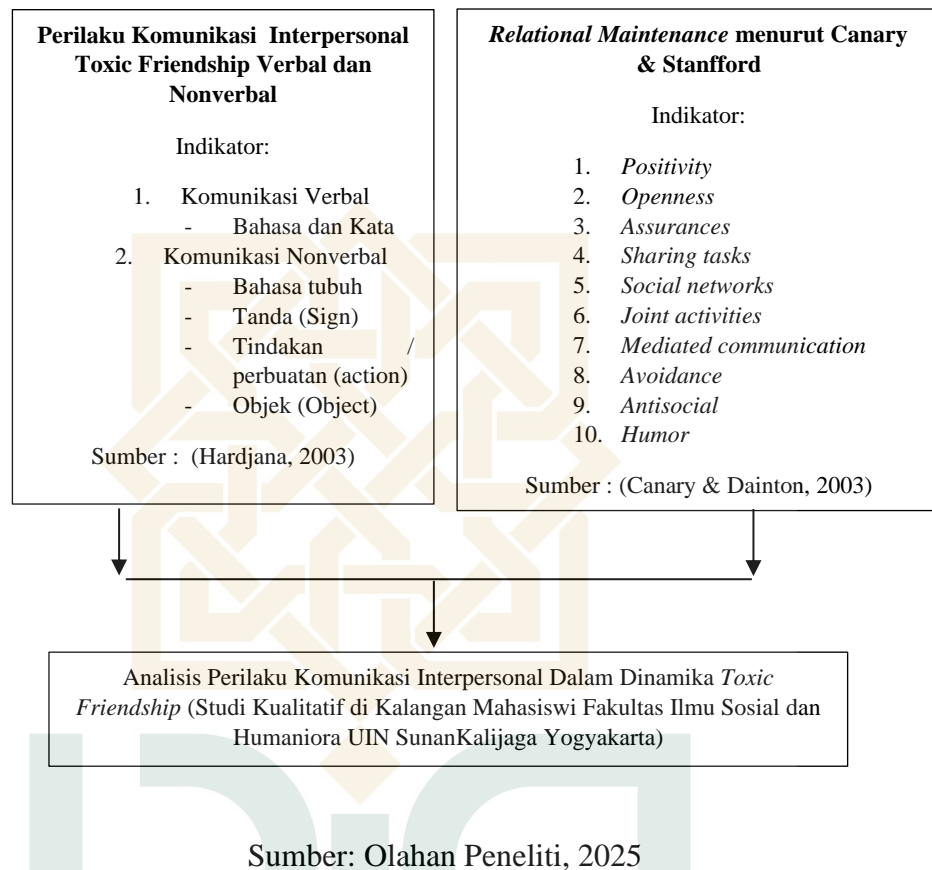 Perilaku Komunikasi Interpersonal
Toxic Friendship Verbal dan
Nonverbal
Indikator:
1. Komunikasi Verbal
- Bahasa dan Kata
2. Komunikasi Nonverbal
- Bahasa tubuh
- Tanda (Sign)
- Tindakan /
perbuatan (action)
- Objek (Object)
Sumber : (Hardjana, 2003)
Relational Maintenance menurut Canary
& Stanfford
Indikator:
1. Positivity
2. Openness
3. Assurances
4. Sharing tasks
5. Social networks
6. Joint activities
7. Mediated communication
8. Avoidance
9. Antisocial
10. Humor
Sumber : (Canary & Dainton, 2003)
Analisis Perilaku Komunikasi Interpersonal Dalam Dinamika Toxic
Friendship (Studi Kualitatif di Kalangan Mahasiswi Fakultas Ilmu Sosial dan
Humaniora UIN SunanKalijaga Yogyakarta)
Sumber: Olahan Peneliti, 2025